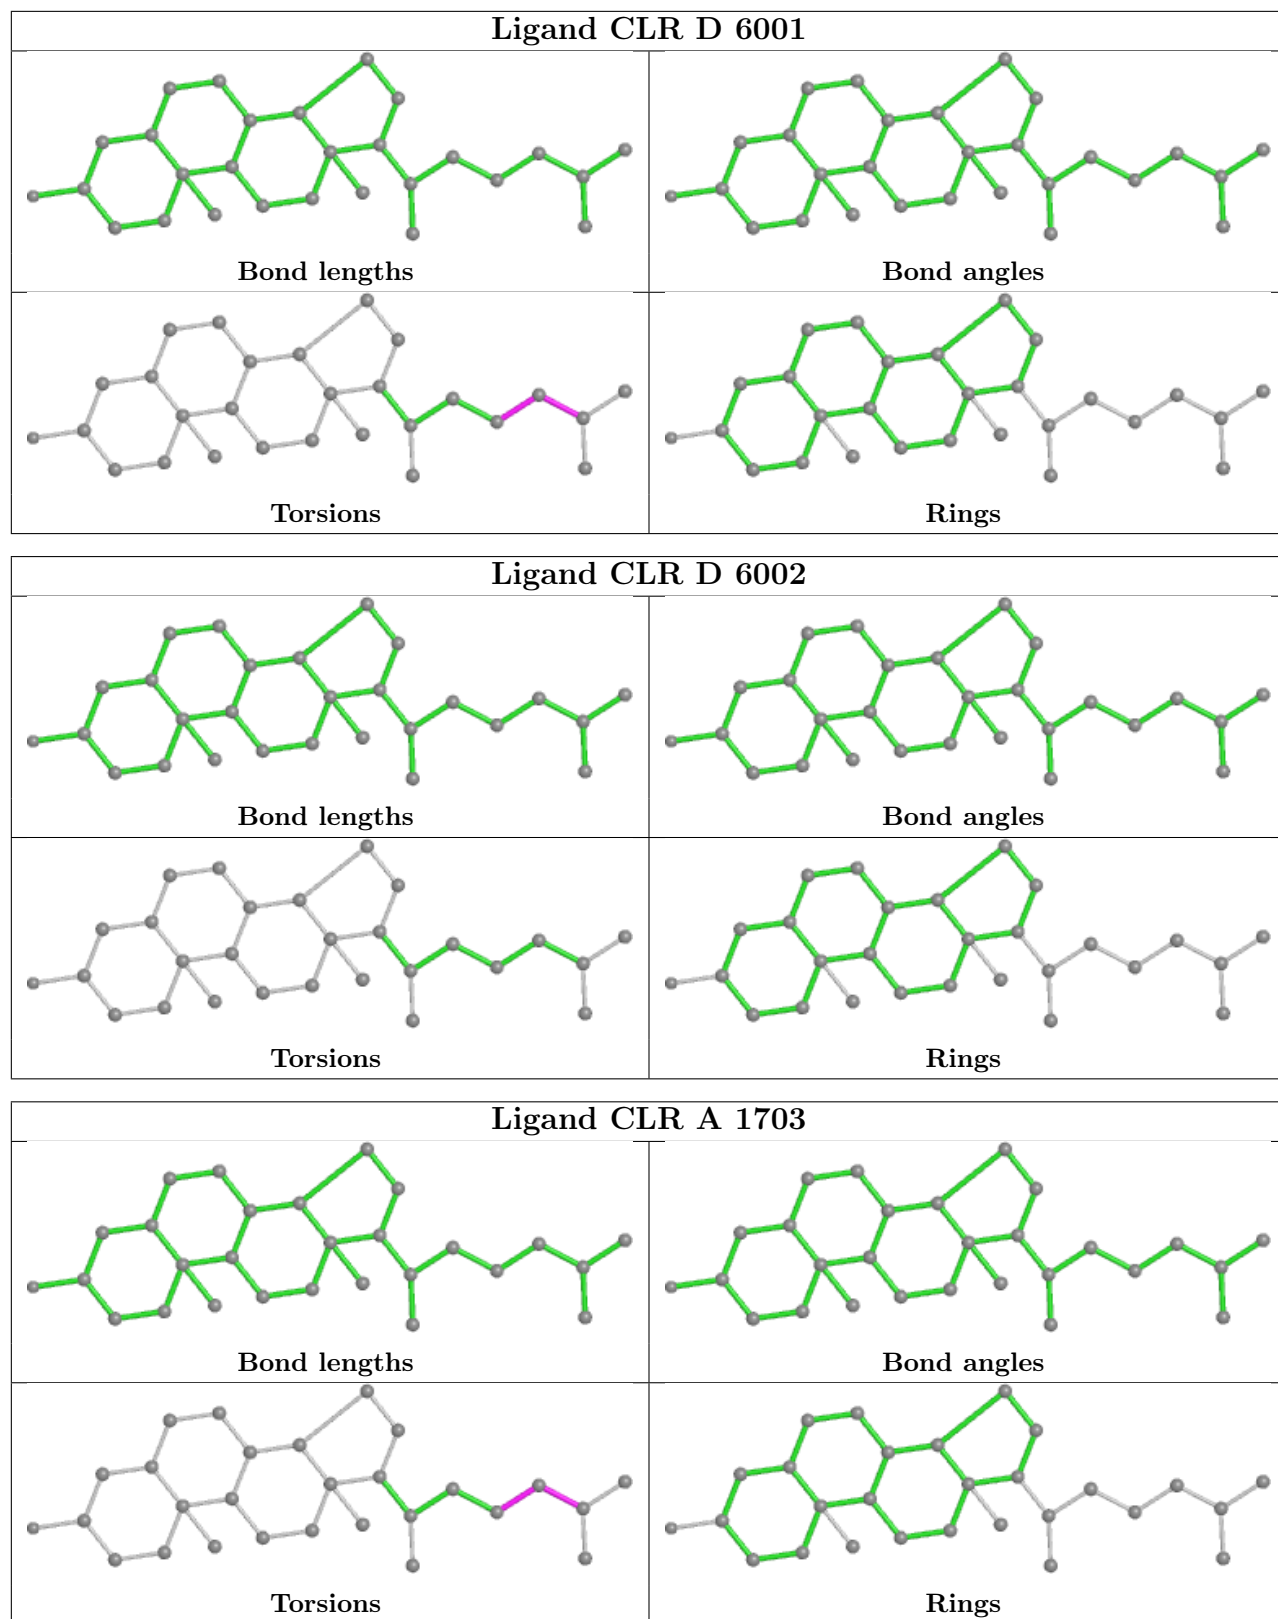 Ligand CLR D 6001
Bond lengths
Bond angles
Torsions
Rings
Ligand CLR D 6002
Bond lengths
Bond angles
Torsions
Rings
Ligand CLR A 1703
Bond lengths
Bond angles
Torsions
Rings